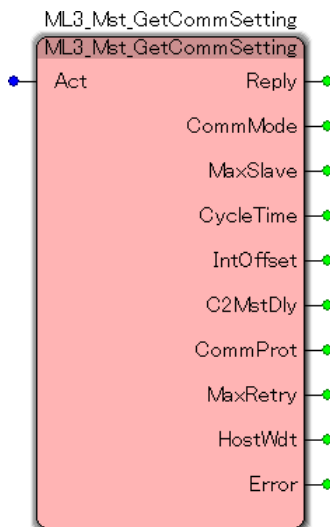 ML3_Mst_GetCommSetting
ML3_Mst_GetCommSetting
Act Reply
CommMode
MaxSlave
CycleTime
IntOffset
C2MstDly
CommProt
MaxRetry
HostWdt
Error